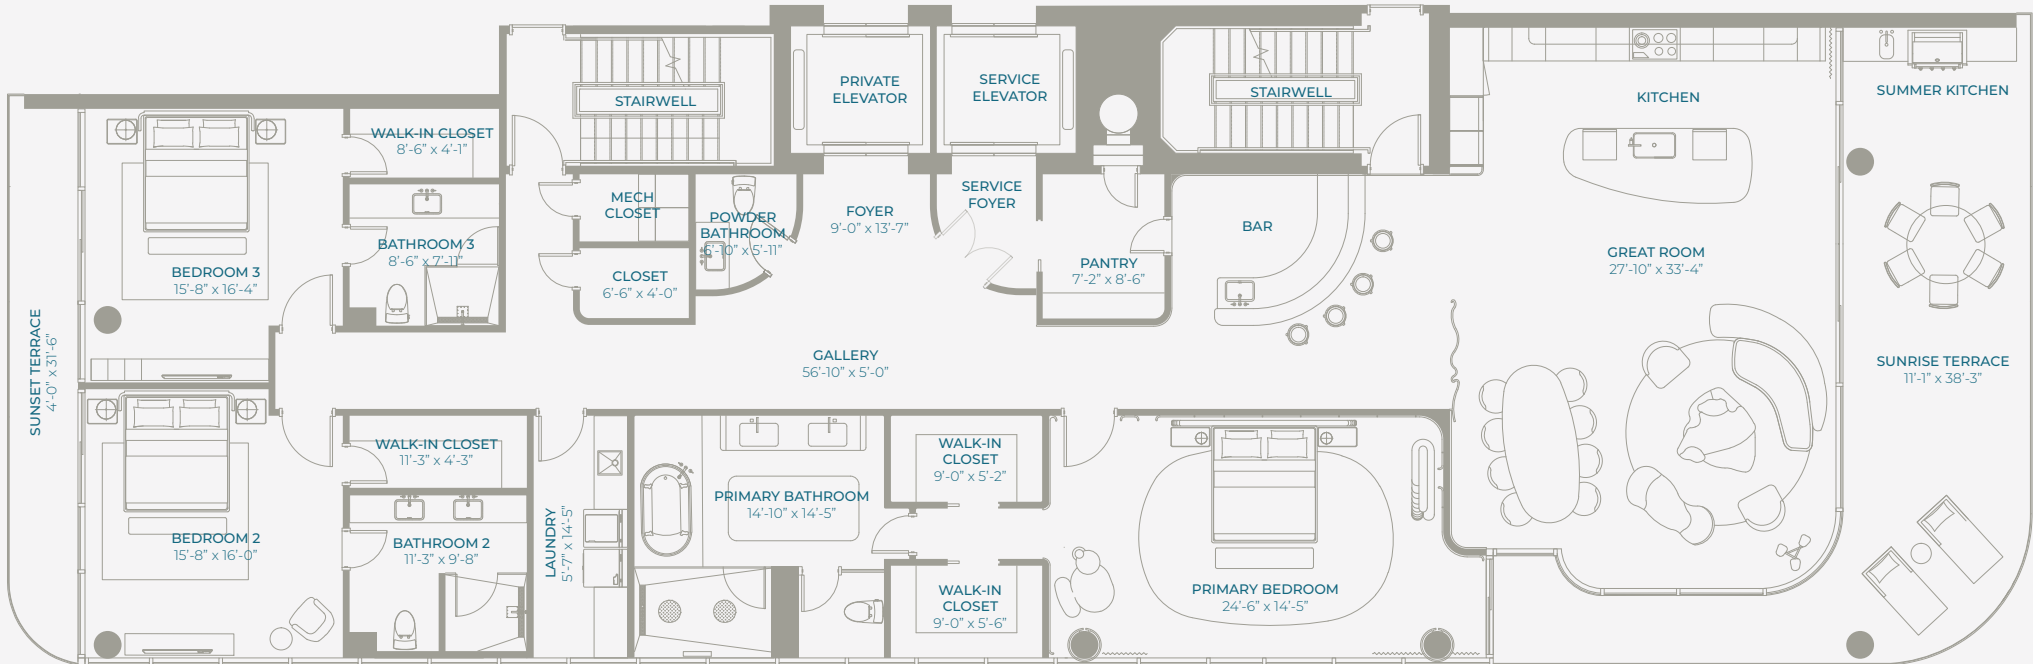 PRIVATE
ELEVATOR
SERVICE
ELEVATOR
STAIRWELL
STAIRWELL
KITCHEN
SUMMER KITCHEN
WALK-IN CLOSET
8'-6" x 4'-1"
MECH
CLOSET
POWDER
BATHROOM
6'-10" x 5'-11"
FOYER
9'-0" x 13'-7"
SERVICE
FOYER
BAR
BATHROOM 3
8'-6" x 7'-11"
BEDROOM 3
15'-8" x 16'-4"
CLOSET
6'-6" x 4'-0"
PANTRY
7'-2" x 8'-6"
GREAT ROOM
27'-10" x 33'-4"
SUNSET TERRACE
4'-0" x 31'-6"
GALLERY
56'-10" x 5'-0"
SUNRISE TERRACE
11'-1" x 38'-3"
WALK-IN CLOSET
11'-3" x 4'-3"
WALK-IN
CLOSET
9'-0" x 5'-2"
PRIMARY BATHROOM
14'-10" x 14'-5"
BEDROOM 2
15'-8" x 16'-0"
BATHROOM 2
11'-3" x 9'-8"
LAUNDRY
5'-7" x 14'-5"
WALK-IN
CLOSET
9'-0" x 5'-6"
PRIMARY BEDROOM
24'-6" x 14'-5"